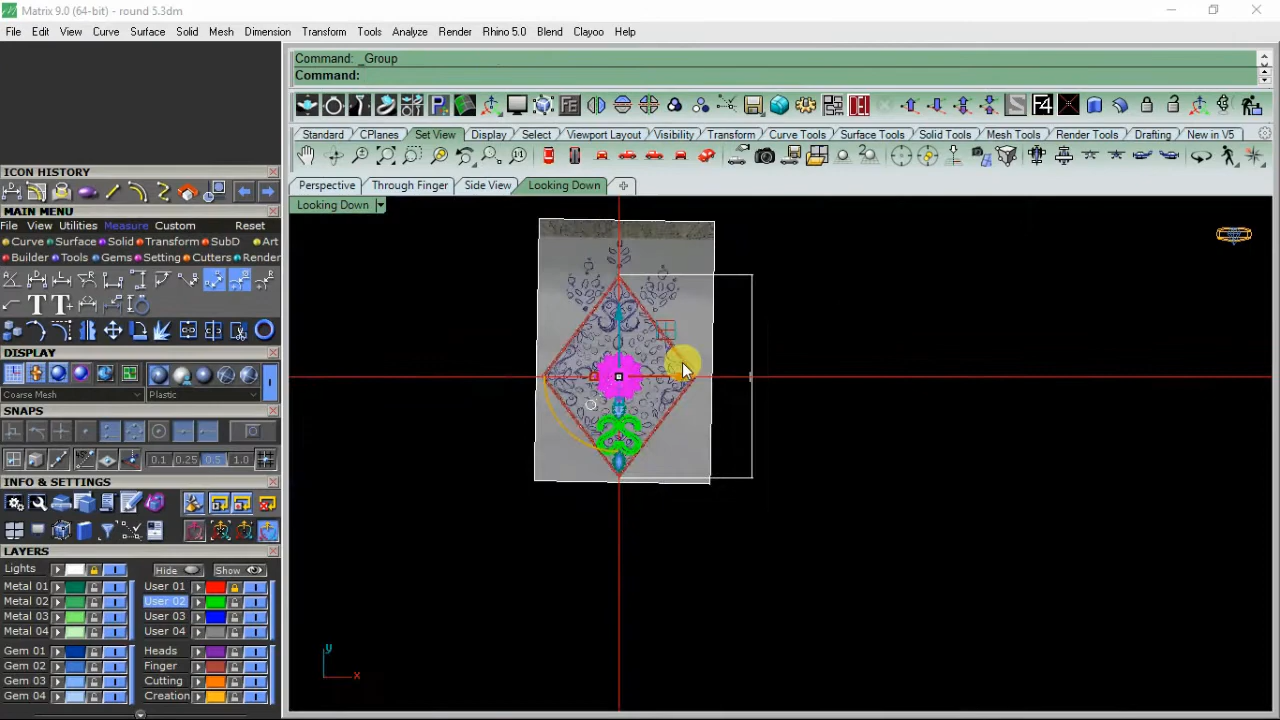 Matrix 9.0 (64-bit) - round 5.3dm
File Edit View Curve Surface Solid Mesh Dimension Transform Tools Analyze Render Rhino 5.0 Blend Clayoo Help
Command: _Group
Command:
Standard CPlanes Set View Display Select Viewport Layout Visibility Transform Curve Tools Surface Tools Solid Tools Mesh Tools Render Tools Drafting New in V5
Perspective Through Finger Side View Looking Down
Looking Down
ICON HISTORY
MAIN MENU
File View Utilities Measure Custom Reset
Curve Surface Solid Transform SubD Art
Builder Tools Gems Setting Cutters Render
DISPLAY
Coarse Mesh Plastic
SNAPS
0.1 0.25 0.5 1.0
INFO & SETTINGS
LAYERS
Lights Hide Show
Metal 01 User 01
Metal 02 User 02
Metal 03 User 03
Metal 04 User 04
Gem 01 Heads
Gem 02 Finger
Gem 03 Cutting
Gem 04 Creation
y
x